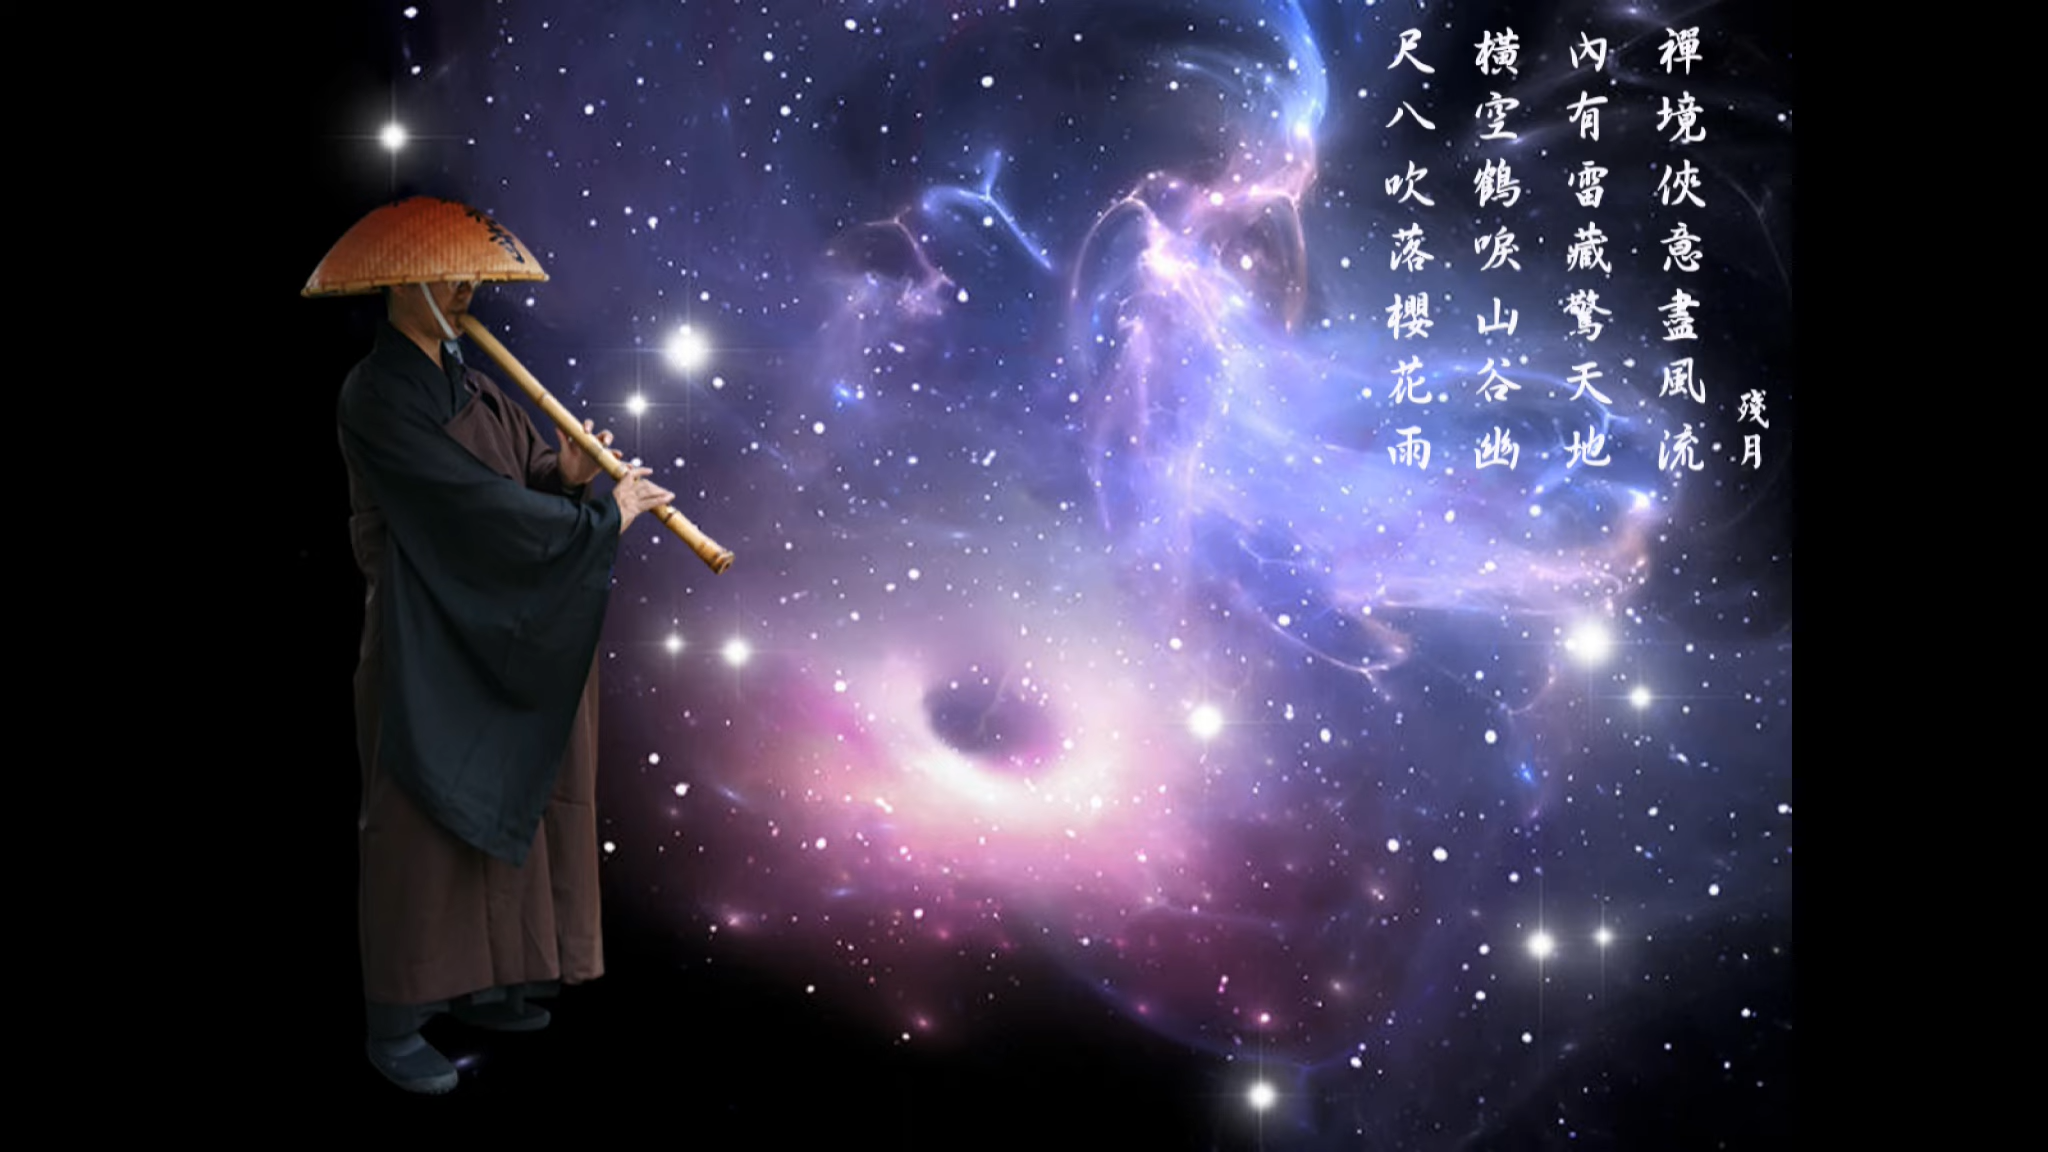 尺八吹落櫻花雨
橫空鶴唳山谷幽
內有雷藏驚天地
禪境俠意盡風流
殘月